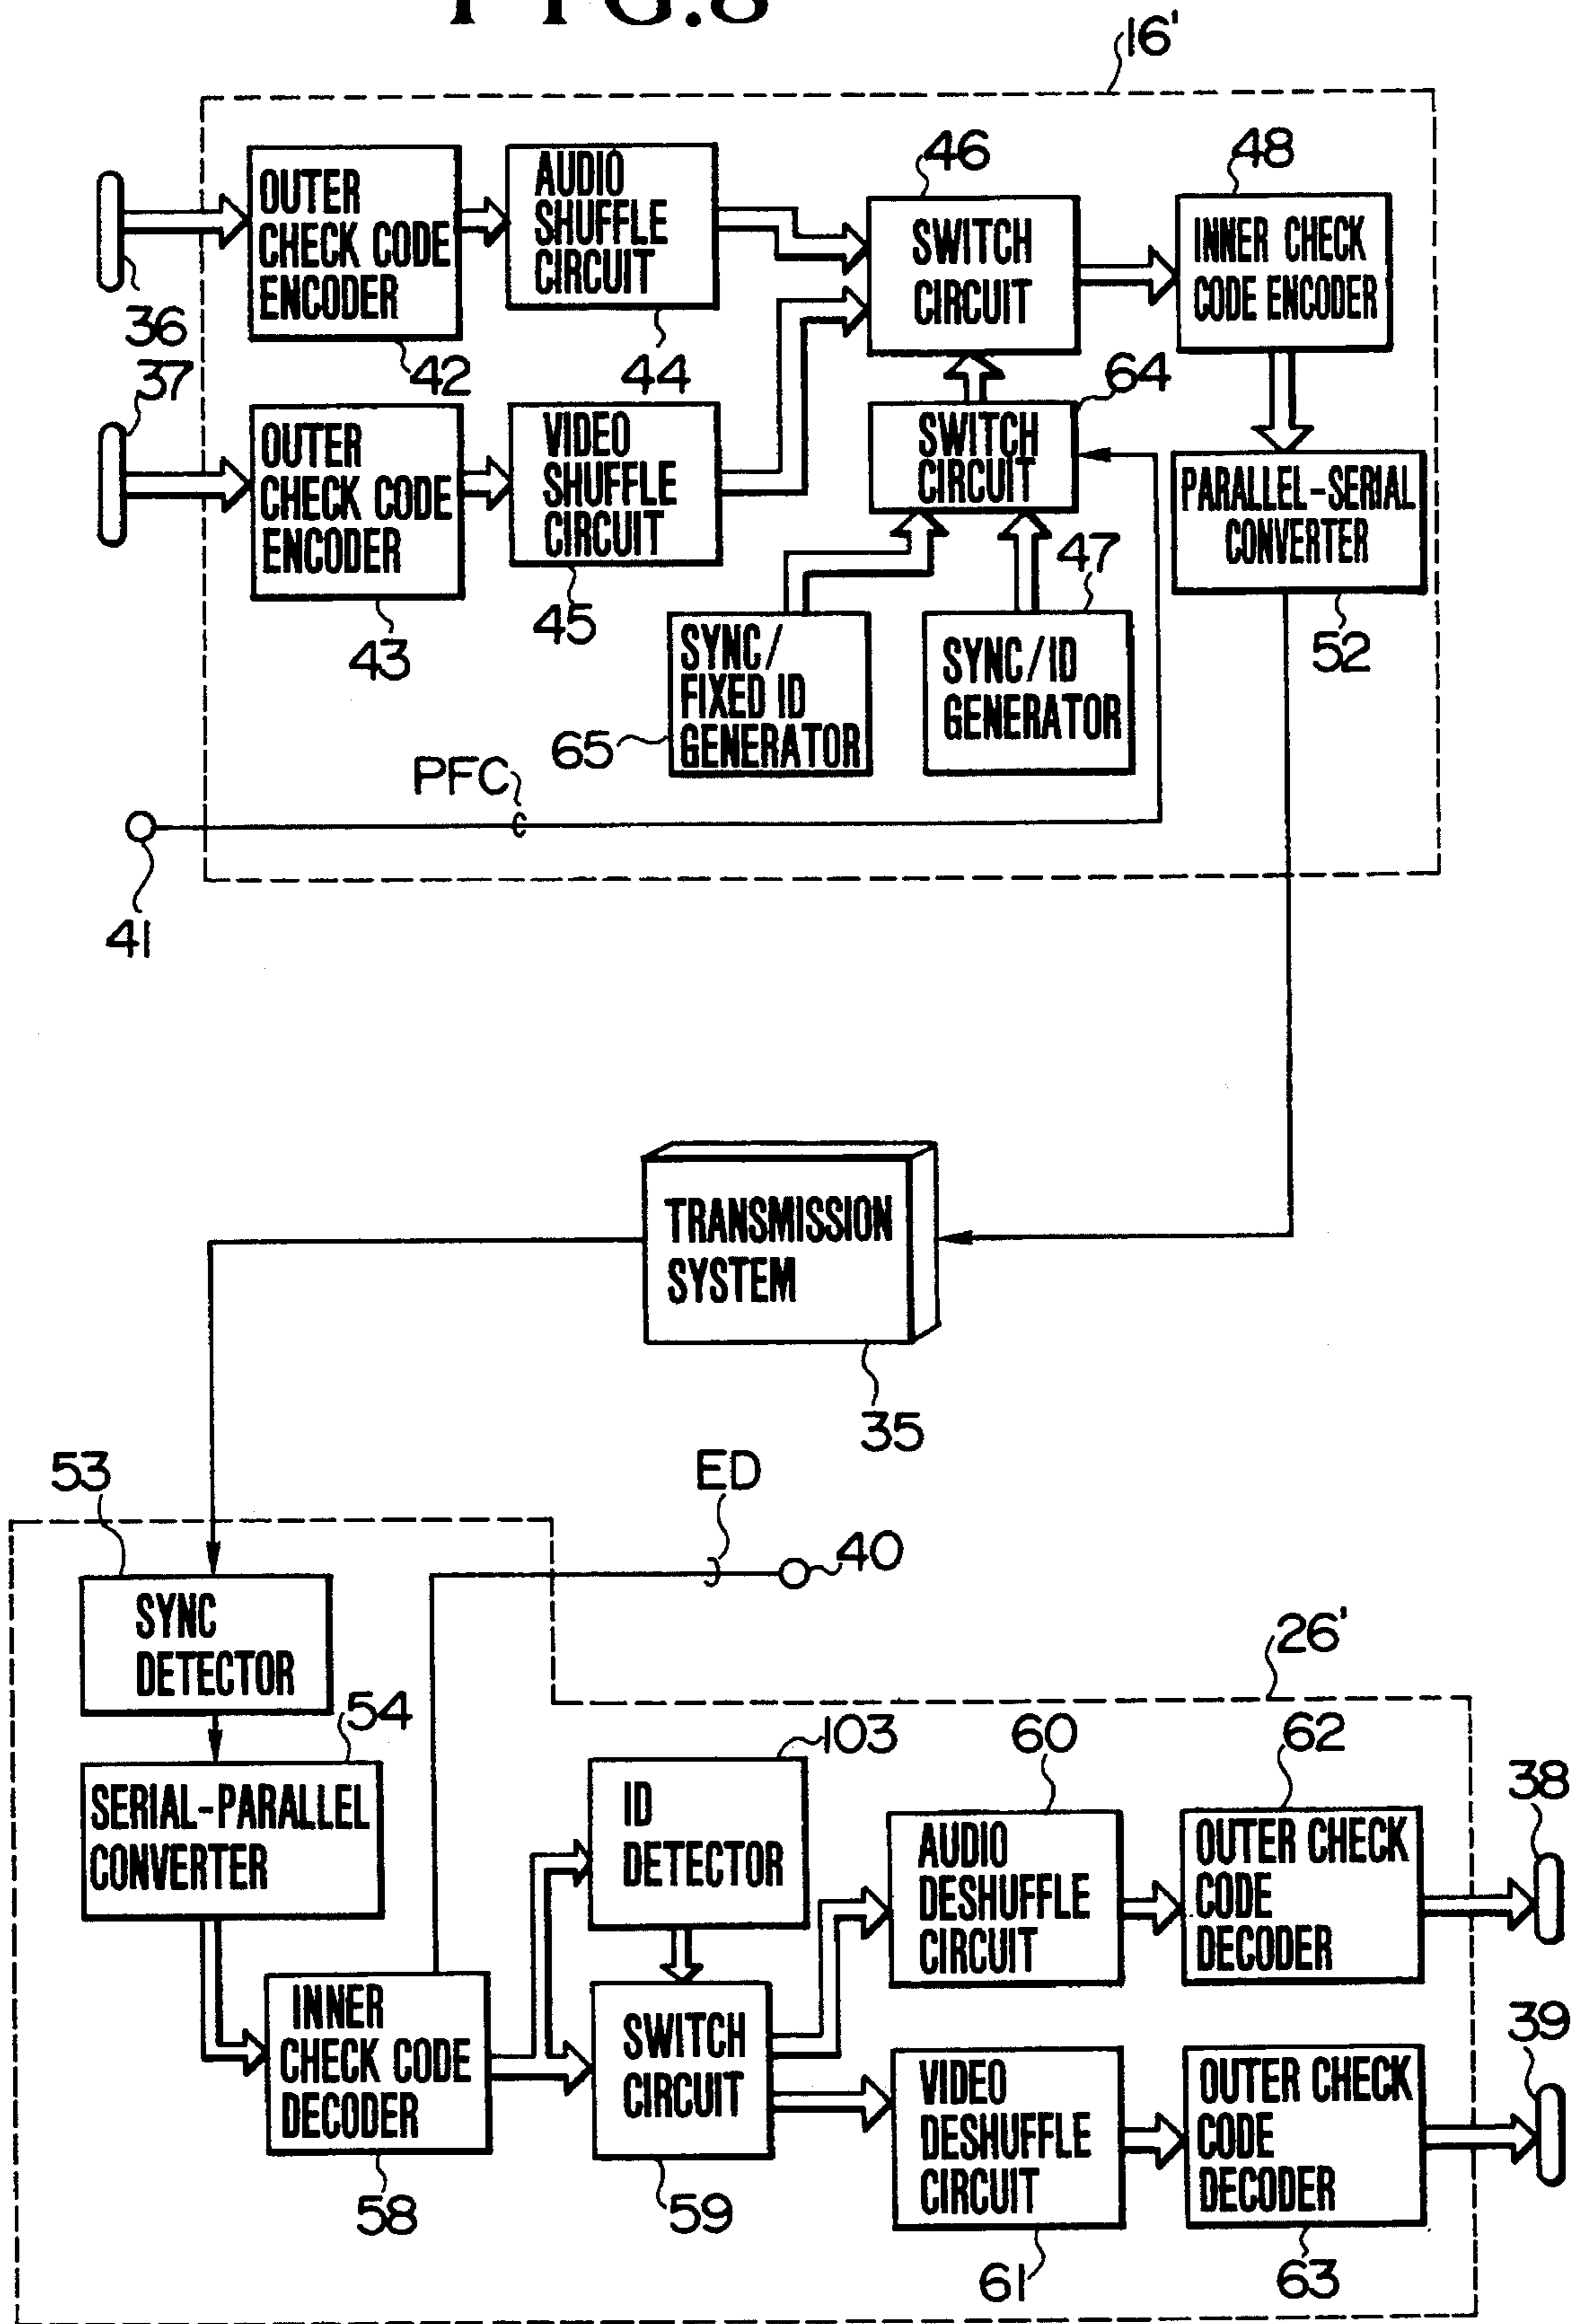 FIG.8
16'
36
OUTER
CHECK CODE
ENCODER
42
AUDIO
SHUFFLE
CIRCUIT
44
46
SWITCH
CIRCUIT
48
INNER CHECK
CODE ENCODER
37
OUTER
CHECK CODE
ENCODER
43
VIDEO
SHUFFLE
CIRCUIT
45
64
SWITCH
CIRCUIT
PARALLEL-SERIAL
CONVERTER
52
SYNC/
FIXED ID
GENERATOR
65
47
SYNC/ID
GENERATOR
PFC
41
TRANSMISSION
SYSTEM
35
53
ED
40
SYNC
DETECTOR
26'
54
SERIAL-PARALLEL
CONVERTER
103
ID
DETECTOR
60
AUDIO
DESHUFFLE
CIRCUIT
62
OUTER CHECK
CODE
DECODER
38
INNER
CHECK CODE
DECODER
58
SWITCH
CIRCUIT
59
VIDEO
DESHUFFLE
CIRCUIT
61
OUTER CHECK
CODE
DECODER
63
39